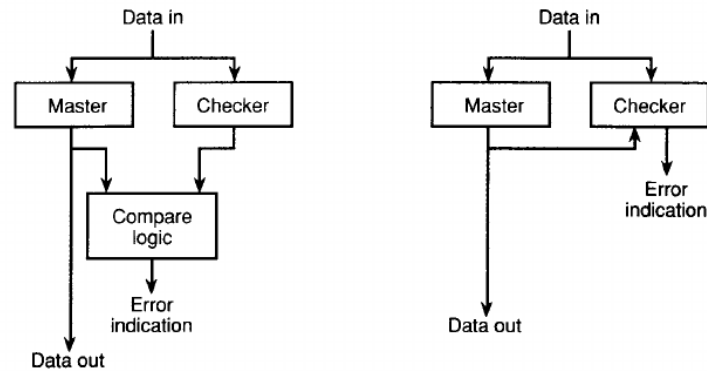 Data in
Master
Checker
Compare
logic
Error
indication
Data out
Data in
Master
Checker
Error
indication
Data out